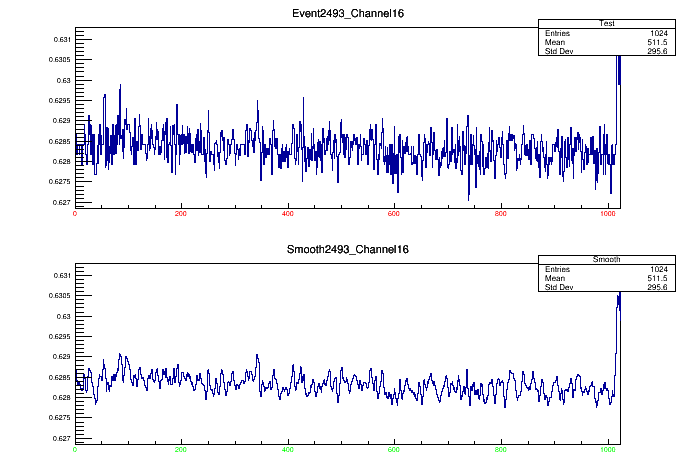 Event2493_Channel16
Test
Entries 1024
Mean 511.5
Std Dev 295.6
0.631
0.6305
0.63
0.6295
0.629
0.6285
0.628
0.6275
0.627
0 200 400 600 800 1000
Smooth2493_Channel16
Smooth
Entries 1024
Mean 511.5
Std Dev 295.6
0.631
0.6305
0.63
0.6295
0.629
0.6285
0.628
0.6275
0.627
0 200 400 600 800 1000